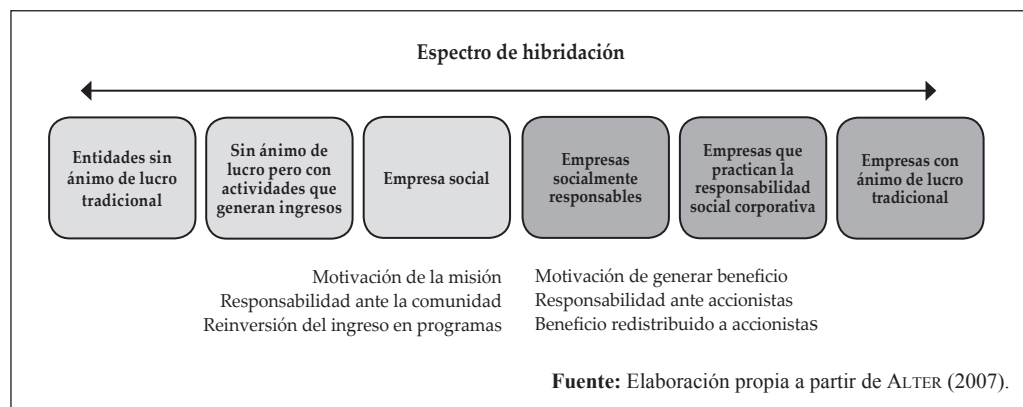 Espectro de hibridación
Entidades sin
ánimo de lucro
tradicional
Sin ánimo de
lucro pero con
actividades que
generan ingresos
Empresa social
Empresas
socialmente
responsables
Empresas que
practican la
responsabilidad
social corporativa
Empresas con
ánimo de lucro
tradicional
Motivación de la misión
Responsabilidad ante la comunidad
Reinversión del ingreso en programas
Motivación de generar beneficio
Responsabilidad ante accionistas
Beneficio redistribuido a accionistas
Fuente: Elaboración propia a partir de ALTER (2007).